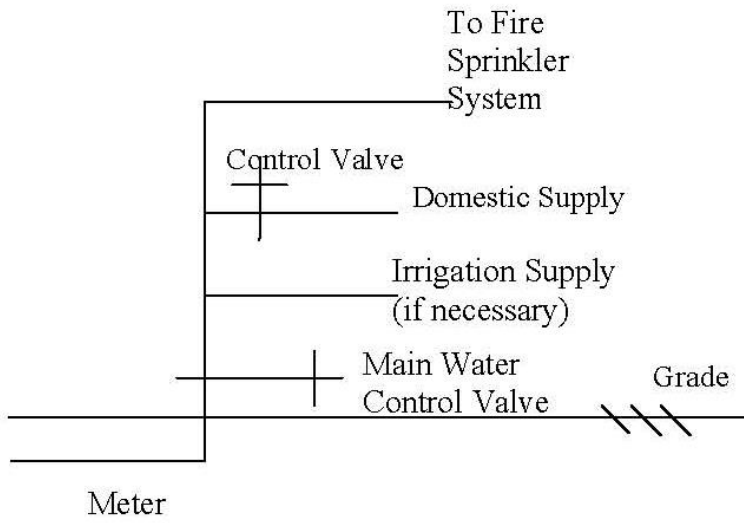 To Fire
Sprinkler
System
Control Valve
Domestic Supply
Irrigation Supply
(if necessary)
Main Water
Control Valve
Grade
Meter